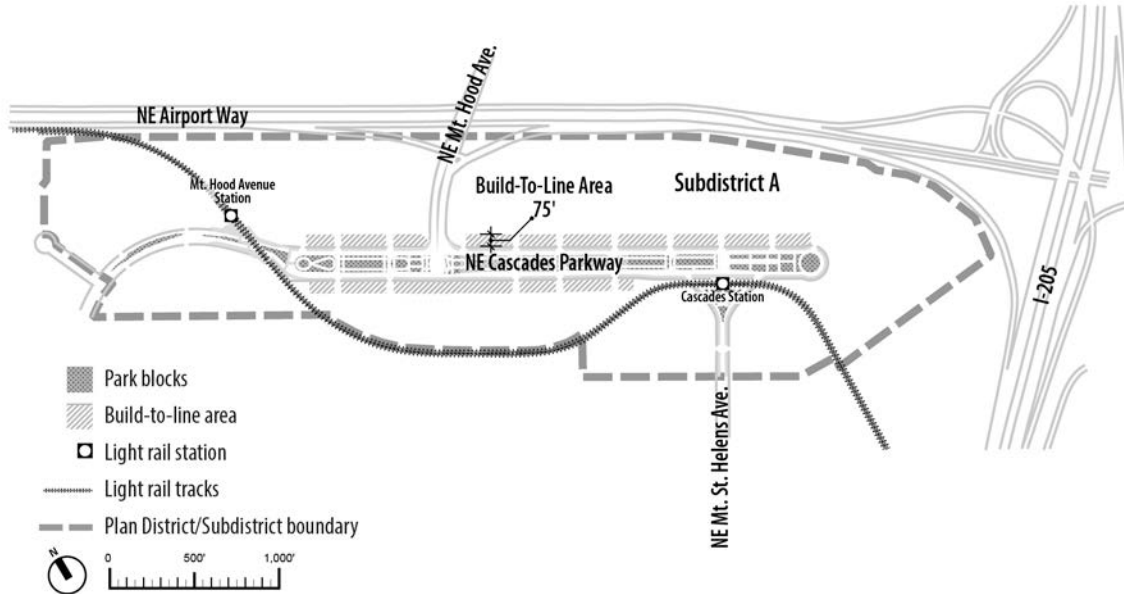 NE Airport Way
NE Mt. Hood Ave.
Mt. Hood Avenue
Station
Build-To-Line Area
75'
Subdistrict A
NE Cascades Parkway
Cascades Station
I-205
NE Mt. St. Helens Ave.
Park blocks
Build-to-line area
Light rail station
Light rail tracks
Plan District/Subdistrict boundary
N
0 500' 1,000'